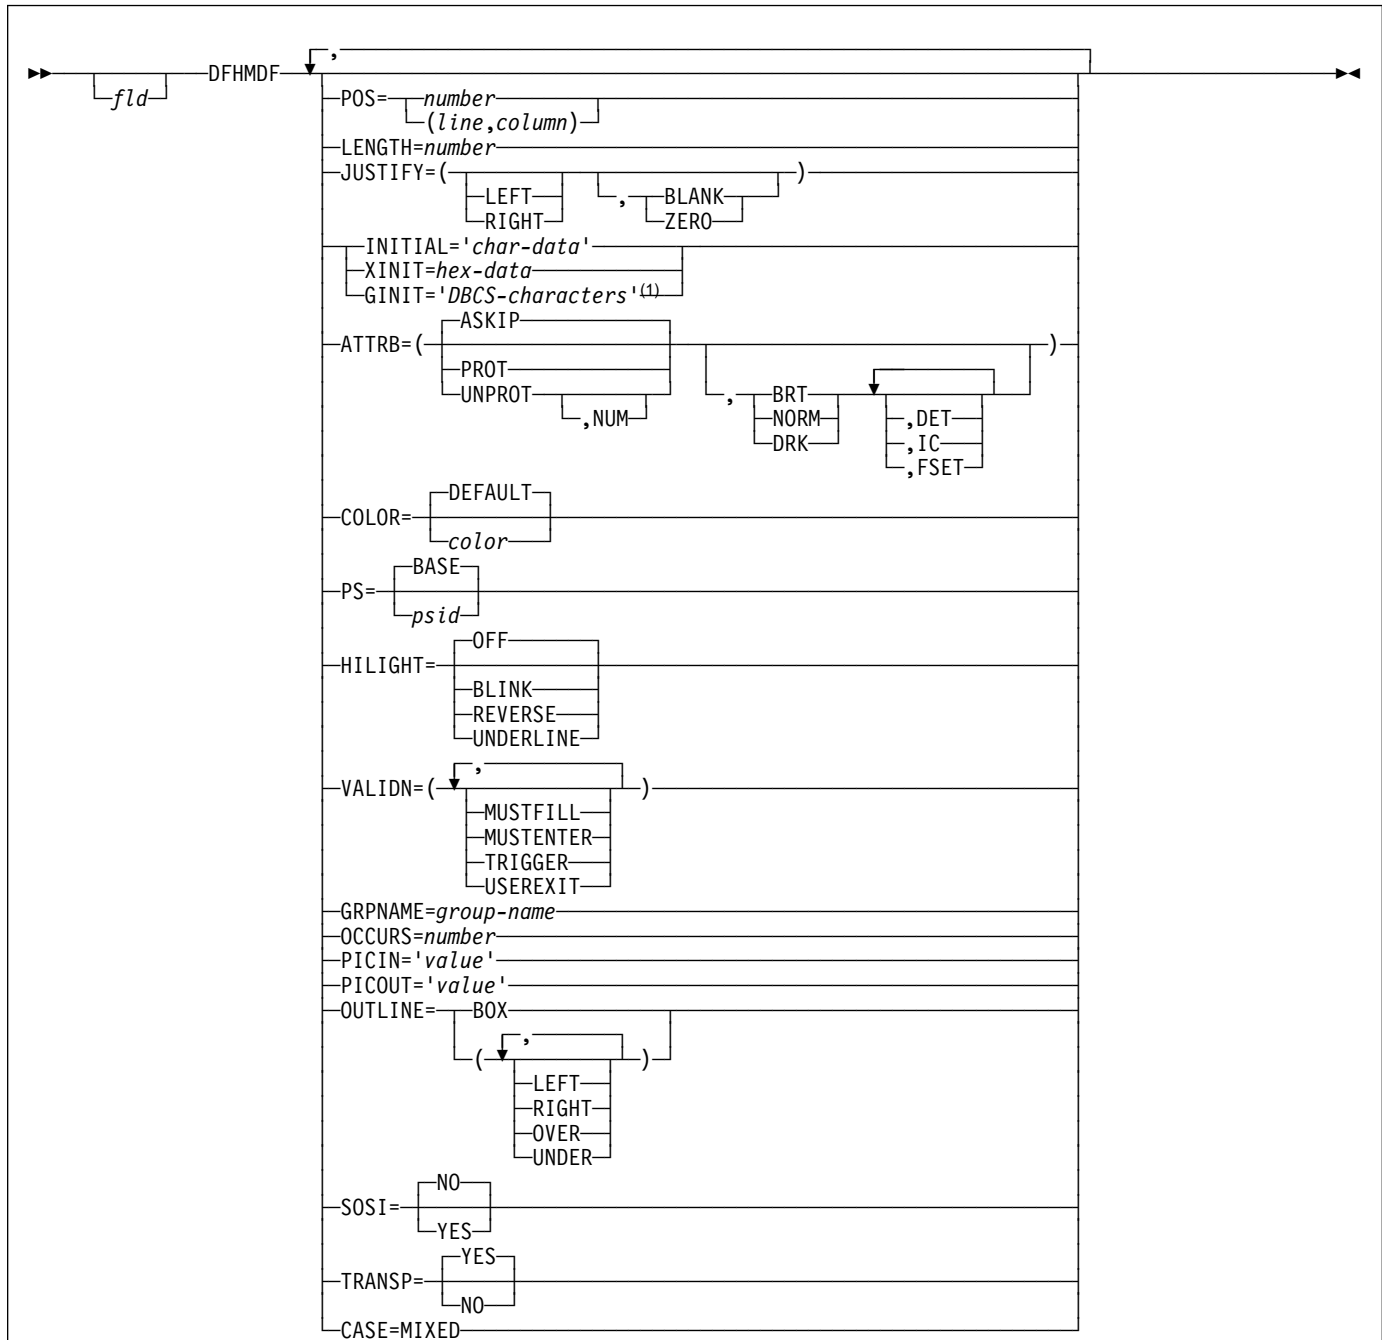 ,
DFHMDF
fld
POS= number
(line,column)
LENGTH=number
JUSTIFY=( )
LEFT , BLANK
RIGHT ZERO
INITIAL='char-data'
XINIT=hex-data
GINIT='DBCS-characters'(1)
ASKIP
ATTRB=( )
PROT
UNPROT , BRT
,NUM NORM ,DET
DRK ,IC
,FSET
DEFAULT
COLOR=
color
BASE
PS=
psid
OFF
HILIGHT=
BLINK
REVERSE
UNDERLINE
,
VALIDN=( )
MUSTFILL
MUSTENTER
TRIGGER
USEREXIT
GRPNAME=group-name
OCCURS=number
PICIN='value'
PICOUT='value'
OUTLINE= BOX
,
( )
LEFT
RIGHT
OVER
UNDER
NO
SOSI=
YES
YES
TRANSP=
NO
CASE=MIXED